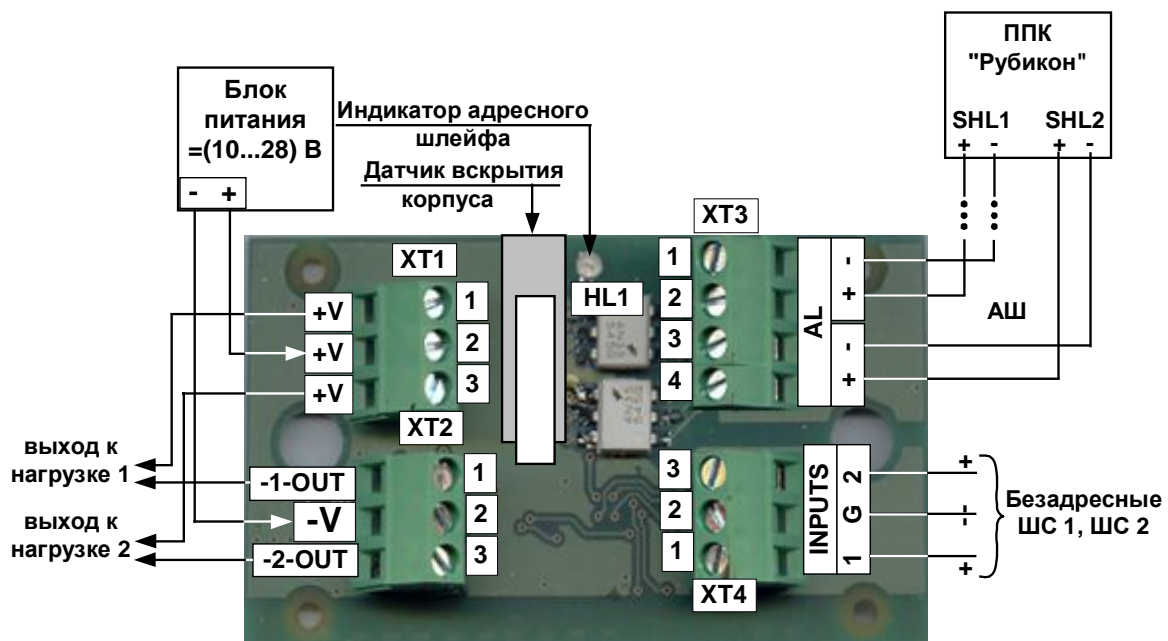 ППК
"Рубикон"
SHL1 SHL2
+ - + -
Блок
питания
=(10...28) В
- +
Индикатор адресного
шлейфа
Датчик вскрытия
корпуса
XT3
XT1
HL1
1
2
3
4
AL
-
+
-
+
АШ
+V
+V
+V
1
2
3
XT2
выход к
нагрузке 1
-1-OUT
-V
выход к
нагрузке 2
-2-OUT
1
2
3
3
2
1
INPUTS
1 G 2
XT4
+
-
-
+
Безадресные
ШС 1, ШС 2